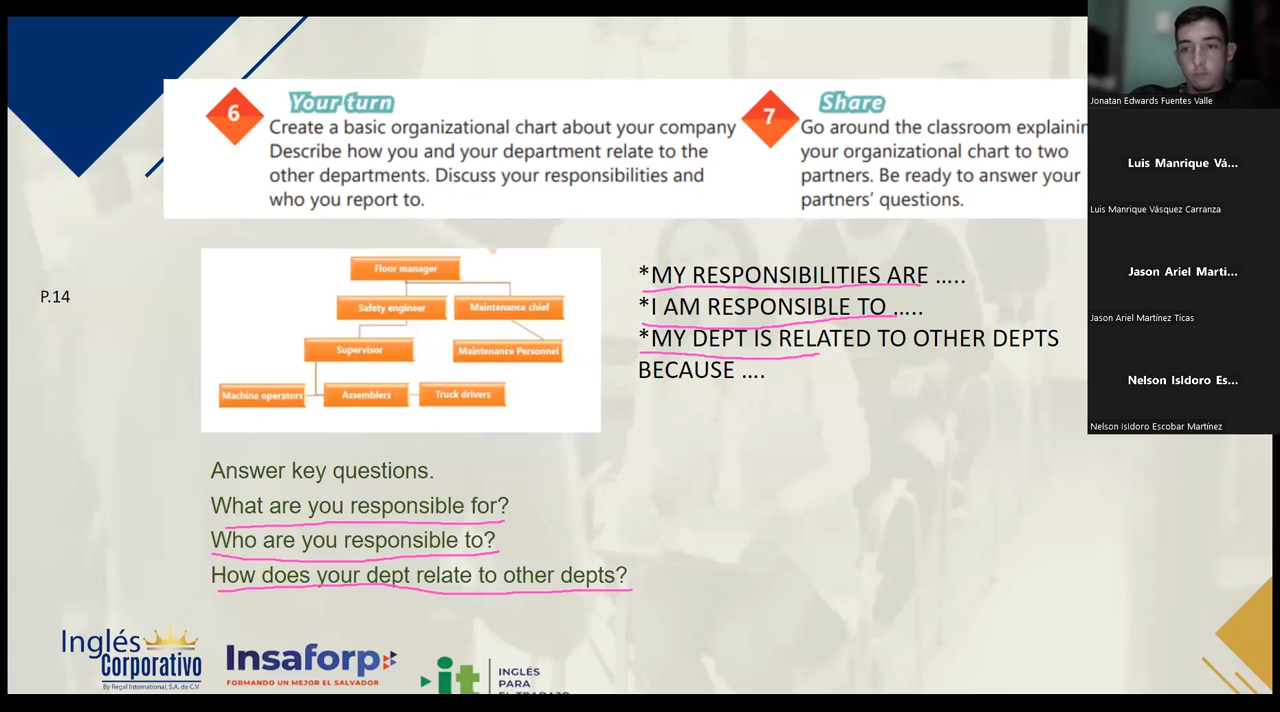 6
Your turn
Create a basic organizational chart about your company
Describe how you and your department relate to the
other departments. Discuss your responsibilities and
who you report to.
7
Share
Go around the classroom explainin
your organizational chart to two
partners. Be ready to answer your
partners' questions.
P.14
Floor manager
Safety engineer
Maintenance chief
Supervisor
Maintenance Personnel
Machine operators
Assemblers
Truck drivers
*MY RESPONSIBILITIES ARE .....
*I AM RESPONSIBLE TO .....
*MY DEPT IS RELATED TO OTHER DEPTS
BECAUSE ....
Answer key questions.
What are you responsible for?
Who are you responsible to?
How does your dept relate to other depts?
Inglés
Corporativo
By Regal International, S.A. de C.V.
Insaforp
FORMANDO UN MEJOR EL SALVADOR
it
INGLÉS
PARA
Jonatan Edwards Fuentes Valle
Luis Manrique Vá...
Luis Manrique Vásquez Carranza
Jason Ariel Martí...
Jason Ariel Martínez Ticas
Nelson Isidoro Es...
Nelson Isidoro Escobar Martínez